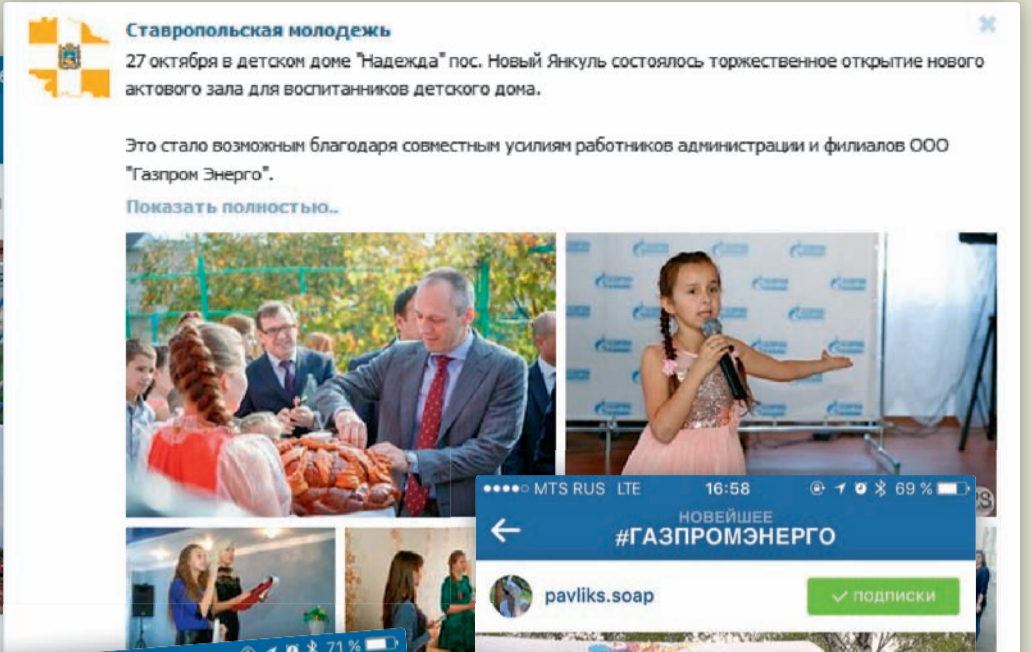 Ставропольская молодежь
27 октября в детском доме "Надежда" пос. Новый Янкуль состоялось торжественное открытие нового
актового зала для воспитанников детского дома.
Это стало возможным благодаря совместным усилиям работников администрации и филиалов ООО
"Газпром Энерго".
Показать полностью..
MTS RUS LTE 16:58 69 %
НОВЕЙШЕЕ
#ГАЗПРОМЭНЕРГО
pavliks.soap
ПОДПИСКИ
71 %